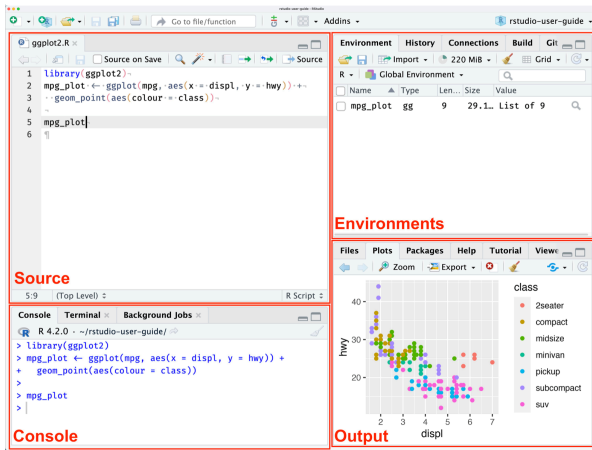 rstudio-user-guide - RStudio
Go to file/function
Addins
rstudio-user-guide
ggplot2.R
Source on Save
Source
1 library(ggplot2)¬
2 mpg_plot ← ggplot(mpg, aes(x = displ, y = hwy)) + ¬
3 geom_point(aes(colour = class))¬
4 ¬
5 mpg_plot
6 ¶
Source
5:9 (Top Level) R Script
Console Terminal Background Jobs
R 4.2.0 · ~/rstudio-user-guide/
> library(ggplot2)
> mpg_plot ← ggplot(mpg, aes(x = displ, y = hwy)) +
+ geom_point(aes(colour = class))
>
> mpg_plot
>
Console
Environment History Connections Build Git
Import 220 MiB Grid
R Global Environment
Name Type Len… Size Value
mpg_plot gg 9 29.1… List of 9
Environments
Files Plots Packages Help Tutorial Viewe
Zoom Export
hwy
40
30
20
2 3 4 5 6 7
displ
class
2seater
compact
midsize
minivan
pickup
subcompact
suv
Output